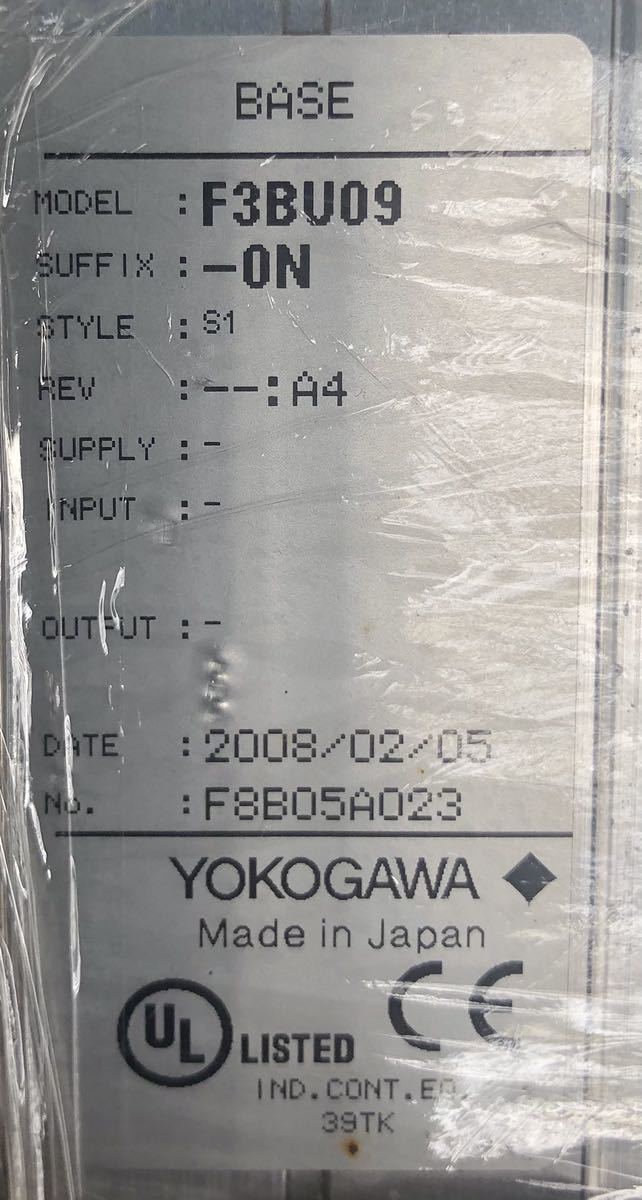 BASE
MODEL : F3BU09
SUFFIX : -0N
STYLE : S1
REV : --:A4
SUPPLY : -
INPUT : -
OUTPUT : -
DATE : 2008/02/05
No. : F8B05A023
YOKOGAWA
Made in Japan
UL LISTED CE
IND.CONT.EQ.
39TK